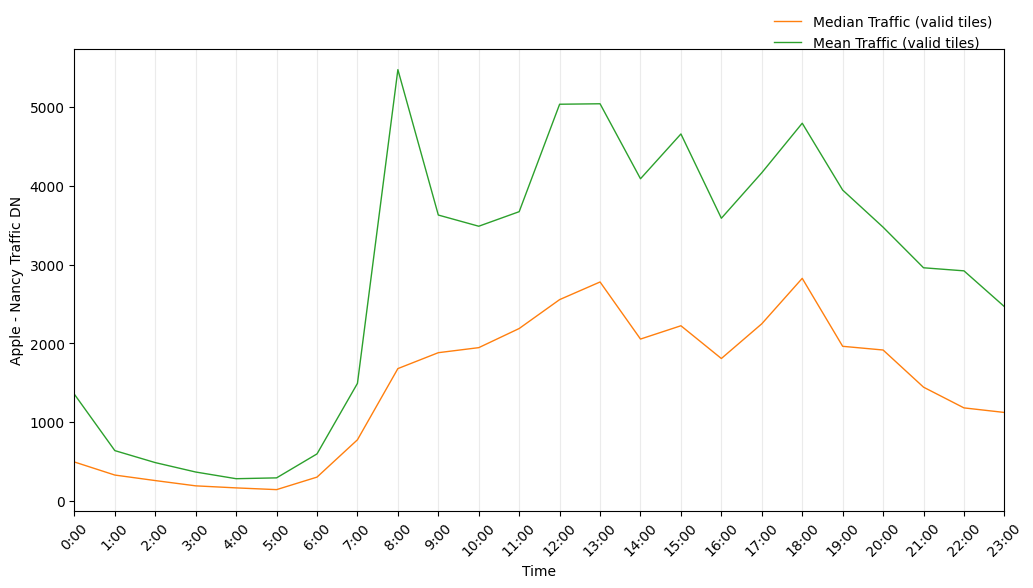 Median Traffic (valid tiles)
Mean Traffic (valid tiles)
Apple - Nancy Traffic DN
5000
4000
3000
2000
1000
0
0:00 1:00 2:00 3:00 4:00 5:00 6:00 7:00 8:00 9:00 10:00 11:00 12:00 13:00 14:00 15:00 16:00 17:00 18:00 19:00 20:00 21:00 22:00 23:00
Time